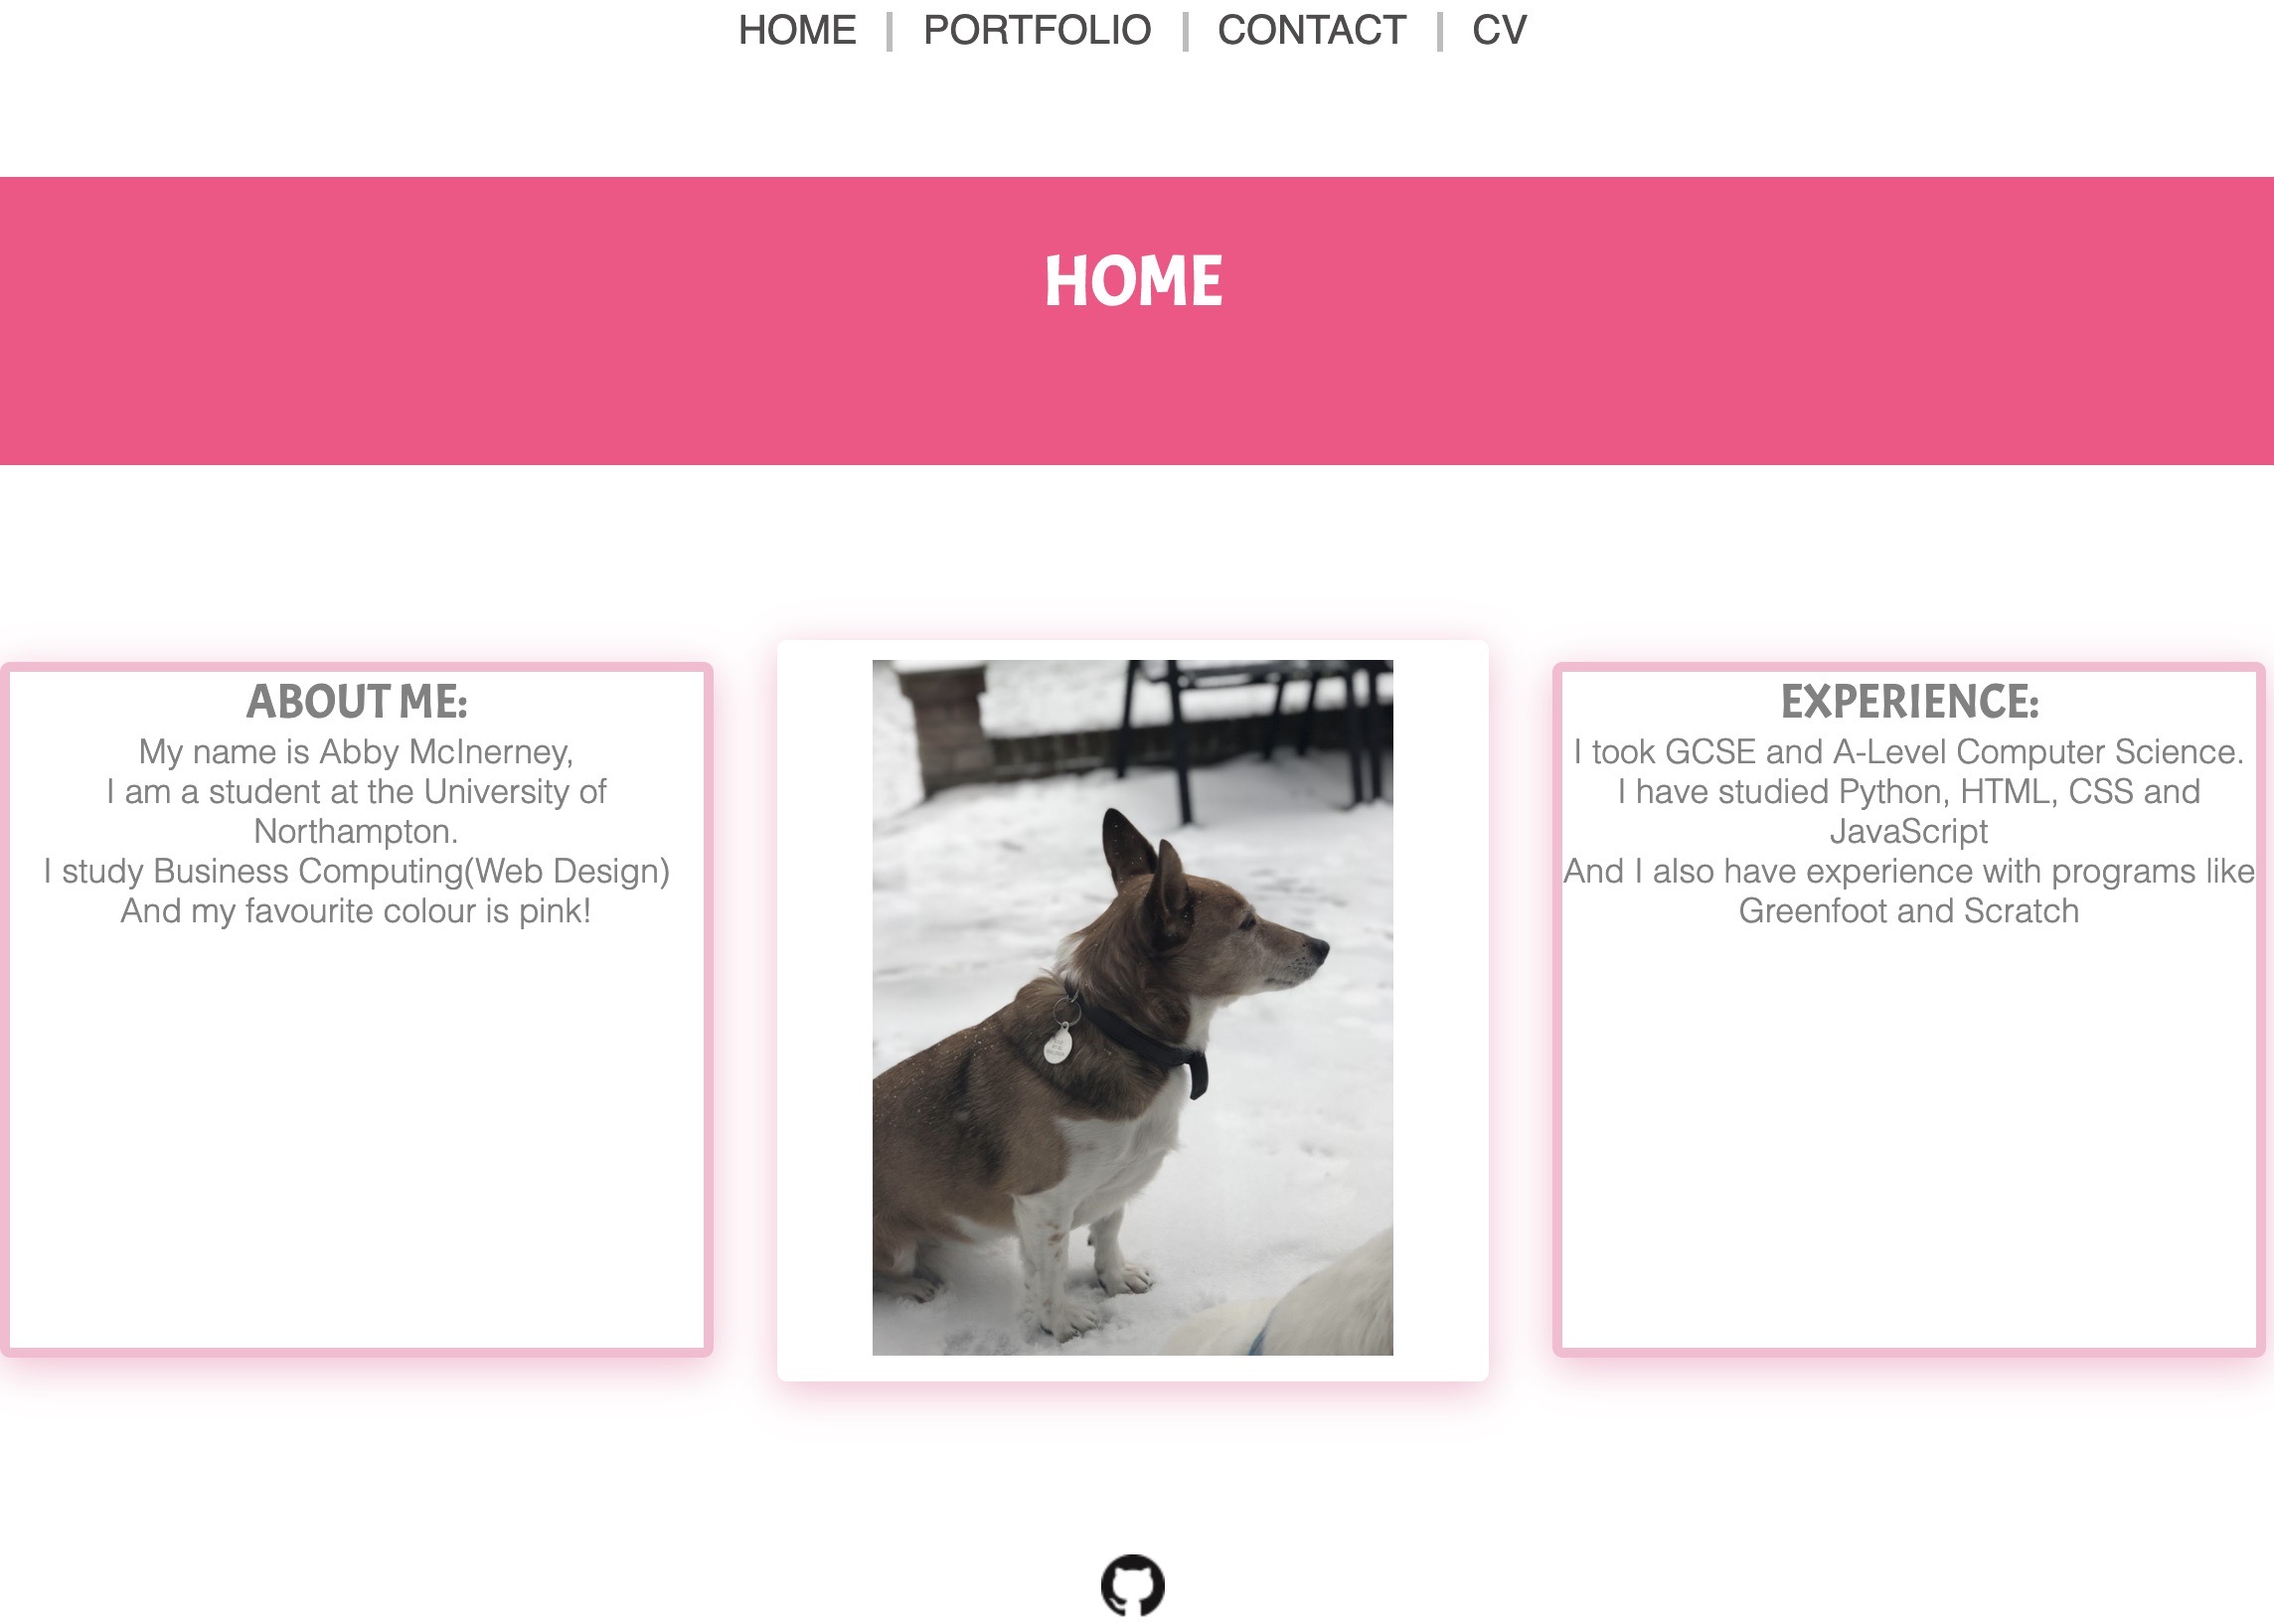 HOME | PORTFOLIO | CONTACT | CV
HOME
ABOUT ME:
My name is Abby McInerney,
I am a student at the University of
Northampton.
I study Business Computing(Web Design)
And my favourite colour is pink!
EXPERIENCE:
I took GCSE and A-Level Computer Science.
I have studied Python, HTML, CSS and
JavaScript
And I also have experience with programs like
Greenfoot and Scratch